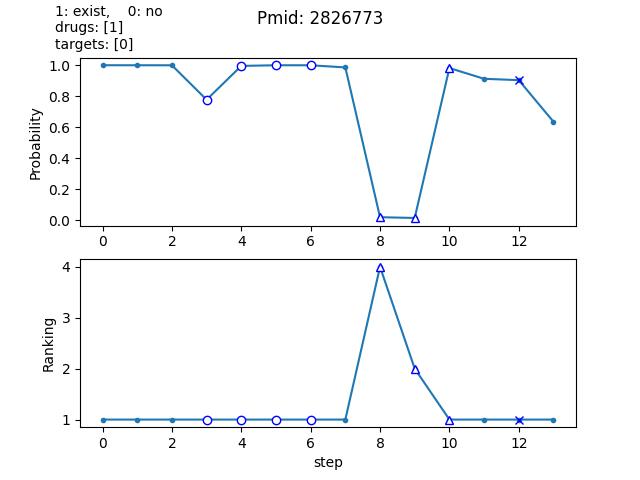 1: exist,    0: no
drugs: [1]
targets: [0]
Pmid: 2826773
Probability
1.0
0.8
0.6
0.4
0.2
0.0
0 2 4 6 8 10 12
Ranking
4
3
2
1
0 2 4 6 8 10 12
step